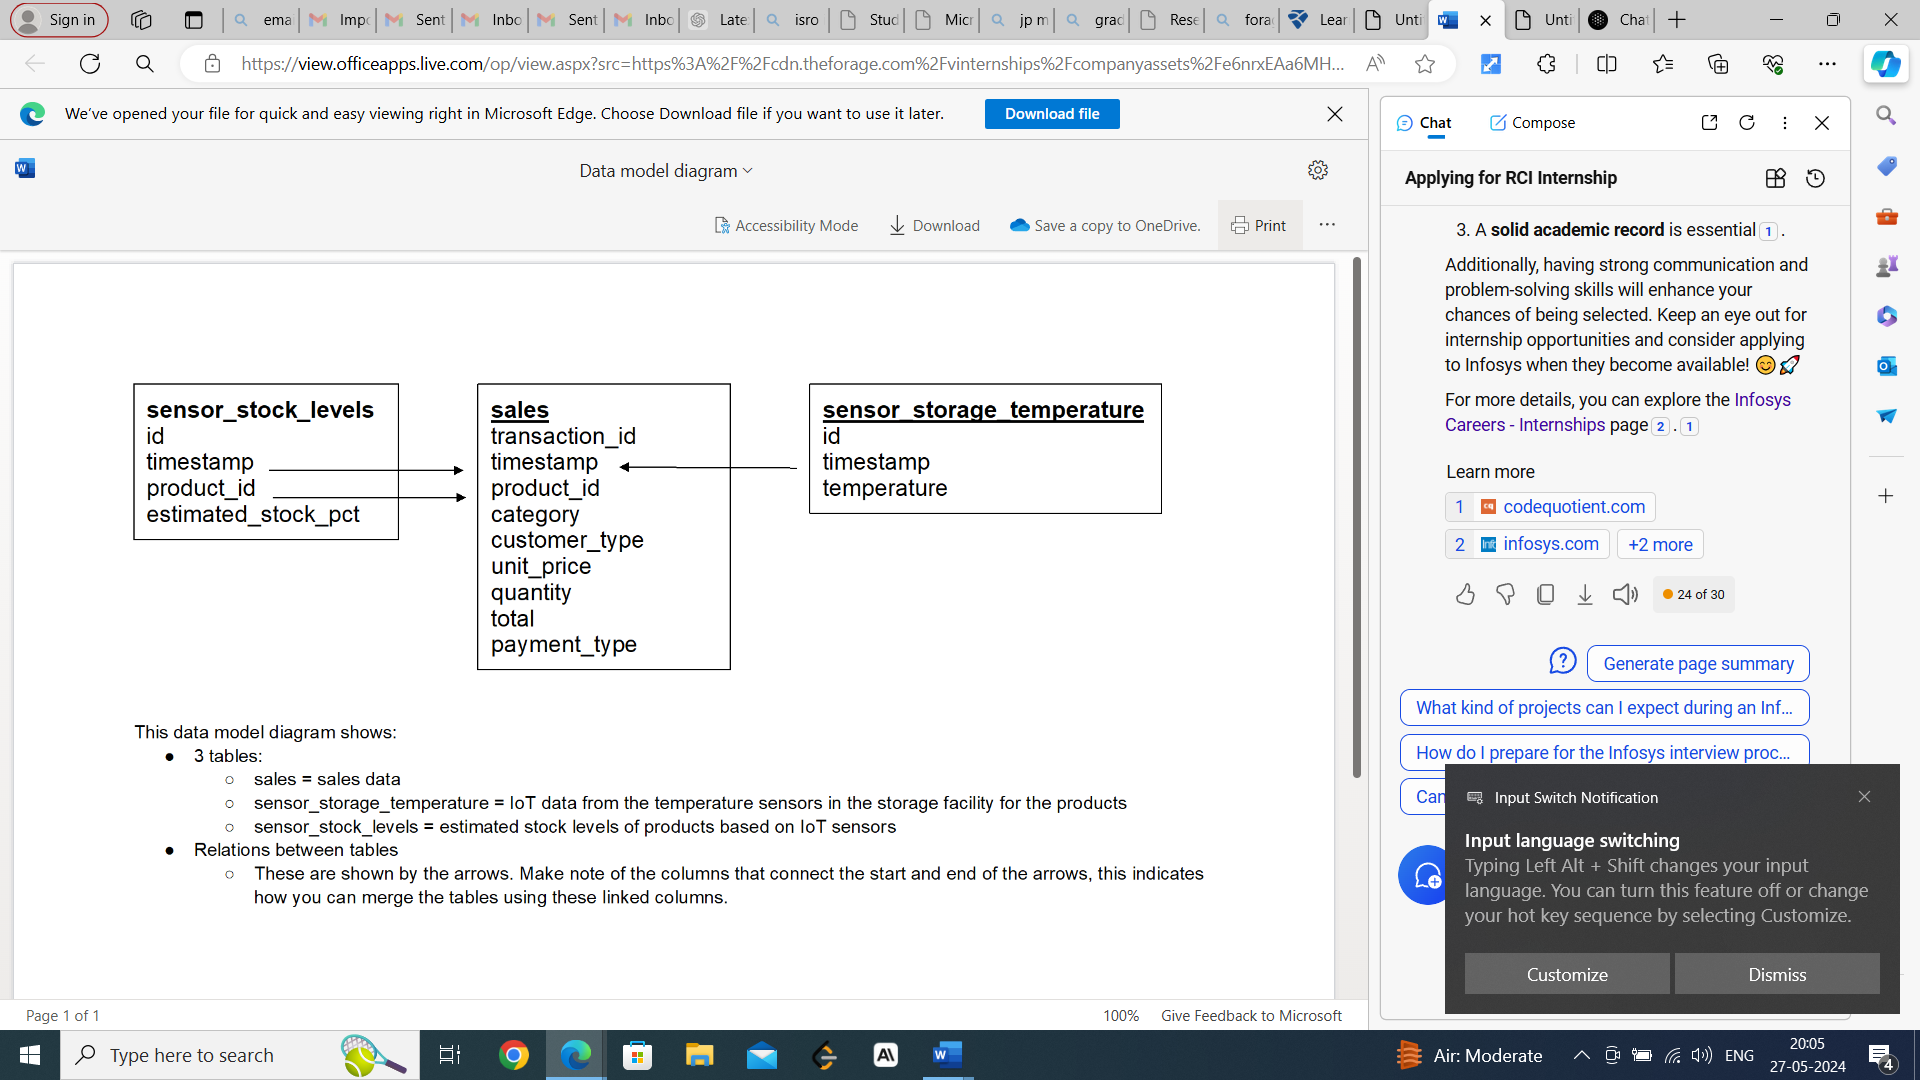 Sign in
ema
Imp
Sent
Inbo
Sent
Inbo
Late
isro
Stud
Micr
jp m
grad
Rese
fora
Lear
Unti
Unti
Chat
https://view.officeapps.live.com/op/view.aspx?src=https%3A%2F%2Fcdn.theforage.com%2Fvinternships%2Fcompanyassets%2Fe6nrxEAa6MH...
We've opened your file for quick and easy viewing right in Microsoft Edge. Choose Download file if you want to use it later.
Download file
Data model diagram
Accessibility Mode
Download
Save a copy to OneDrive.
Print
sensor_stock_levels
id
timestamp
product_id
estimated_stock_pct
sales
transaction_id
timestamp
product_id
category
customer_type
unit_price
quantity
total
payment_type
sensor_storage_temperature
id
timestamp
temperature
This data model diagram shows:
● 3 tables:
○ sales = sales data
○ sensor_storage_temperature = IoT data from the temperature sensors in the storage facility for the products
○ sensor_stock_levels = estimated stock levels of products based on IoT sensors
● Relations between tables
○ These are shown by the arrows. Make note of the columns that connect the start and end of the arrows, this indicates
how you can merge the tables using these linked columns.
Page 1 of 1
100%
Give Feedback to Microsoft
Chat
Compose
Applying for RCI Internship
3. A solid academic record is essential 1 .
Additionally, having strong communication and
problem-solving skills will enhance your
chances of being selected. Keep an eye out for
internship opportunities and consider applying
to Infosys when they become available! 😊🚀
For more details, you can explore the Infosys
Careers - Internships page 2 . 1
Learn more
1 codequotient.com
2 infosys.com
+2 more
24 of 30
Generate page summary
What kind of projects can I expect during an Inf...
How do I prepare for the Infosys interview proc...
Can
Input Switch Notification
Input language switching
Typing Left Alt + Shift changes your input
language. You can turn this feature off or change
your hot key sequence by selecting Customize.
Customize
Dismiss
Type here to search
Air: Moderate
ENG
20:05
27-05-2024
4